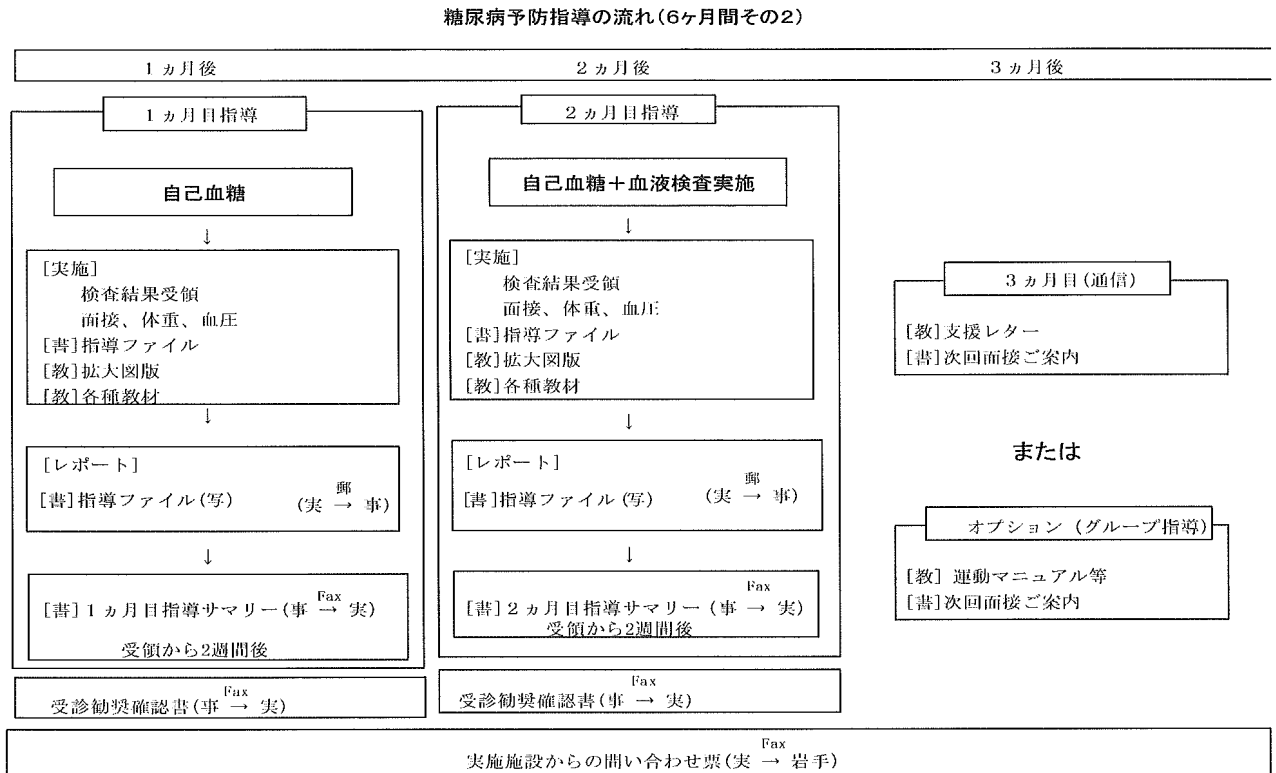 糖尿病予防指導の流れ(6ヶ月間その2)
1ヵ月後
2ヵ月後
3ヵ月後
1ヵ月目指導
自己血糖
↓
[実施]
検査結果受領
面接、体重、血圧
[書]指導ファイル
[教]拡大図版
[教]各種教材
↓
[レポート]
郵
[書]指導ファイル(写) (実 → 事)
↓
Fax
[書]1ヵ月目指導サマリー(事 → 実)
受領から2週間後
Fax
受診勧奨確認書(事 → 実)
2ヵ月目指導
自己血糖+血液検査実施
↓
[実施]
検査結果受領
面接、体重、血圧
[書]指導ファイル
[教]拡大図版
[教]各種教材
↓
[レポート]
郵
[書]指導ファイル(写) (実 → 事)
↓
Fax
[書]2ヵ月目指導サマリー(事 → 実)
受領から2週間後
Fax
受診勧奨確認書(事 → 実)
3ヵ月目(通信)
[教]支援レター
[書]次回面接ご案内
または
オプション(グループ指導)
[教] 運動マニュアル等
[書]次回面接ご案内
Fax
実施施設からの問い合わせ票(実 → 岩手)